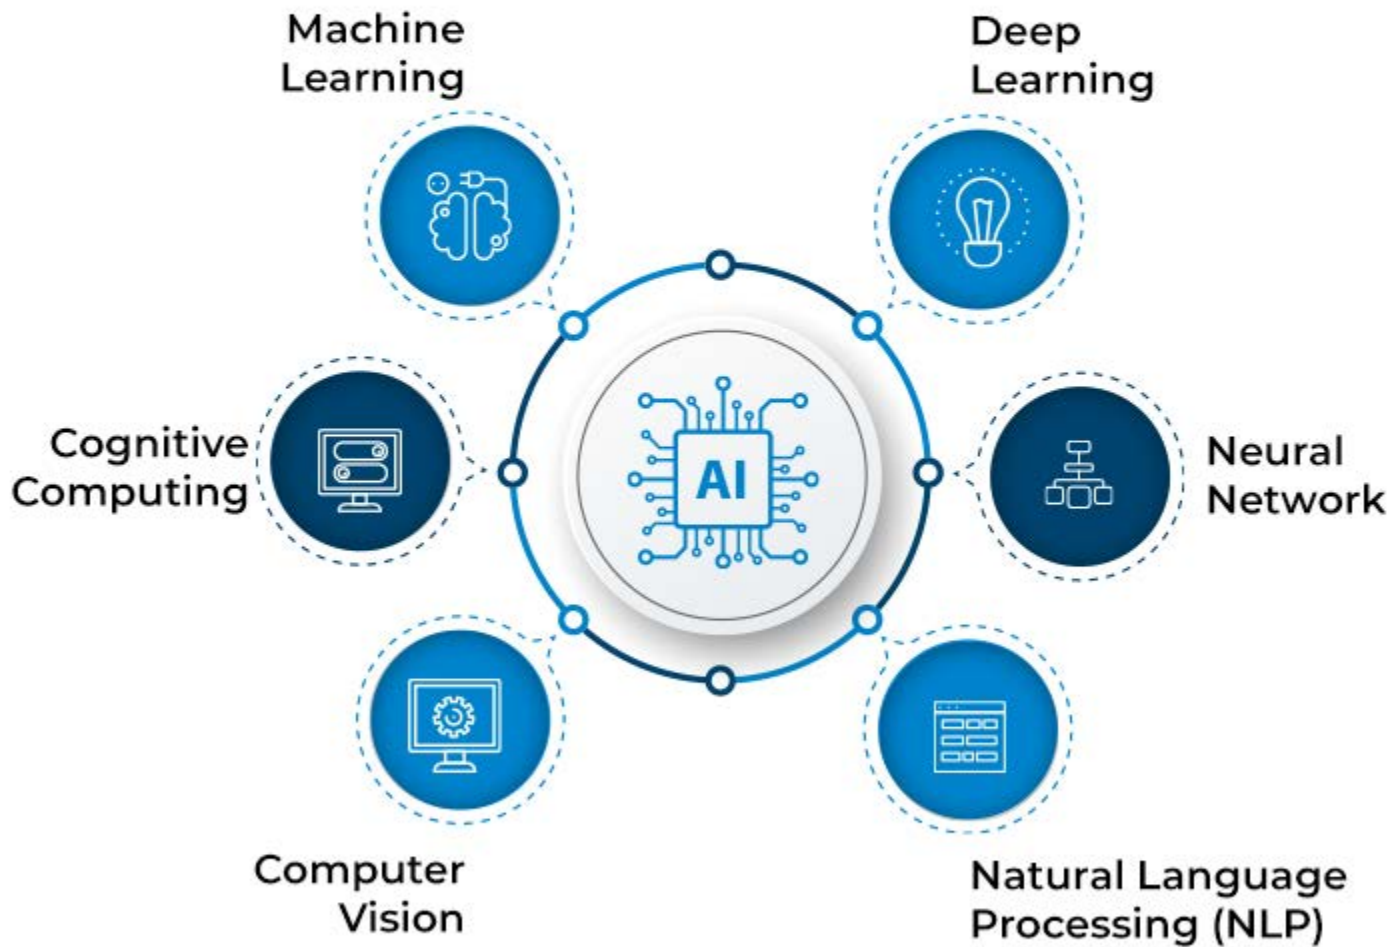 Machine
Learning
Deep
Learning
Cognitive
Computing
AI
Neural
Network
Computer
Vision
Natural Language
Processing (NLP)